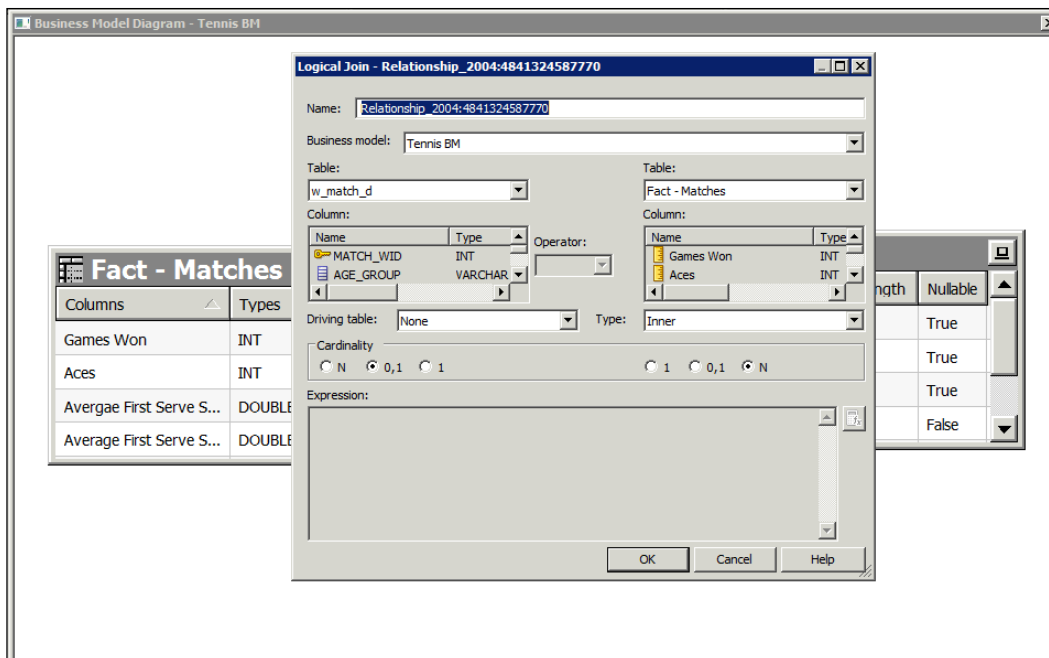 Business Model Diagram - Tennis BM
Logical Join - Relationship_2004:4841324587770
Name: Relationship_2004:4841324587770
Business model: Tennis BM
Table: Table:
w_match_d Fact - Matches
Column: Column:
Name Type Operator: Name Type
MATCH_WID INT Games Won INT
AGE_GROUP VARCHAR Aces INT
Driving table: None Type: Inner
Cardinality
N 0,1 1 1 0,1 N
Expression:
OK Cancel Help
Fact - Matches
Columns Types ngth Nullable
Games Won INT True
Aces INT True
Avergae First Serve S... DOUBLE True
Average First Serve S... DOUBLE False